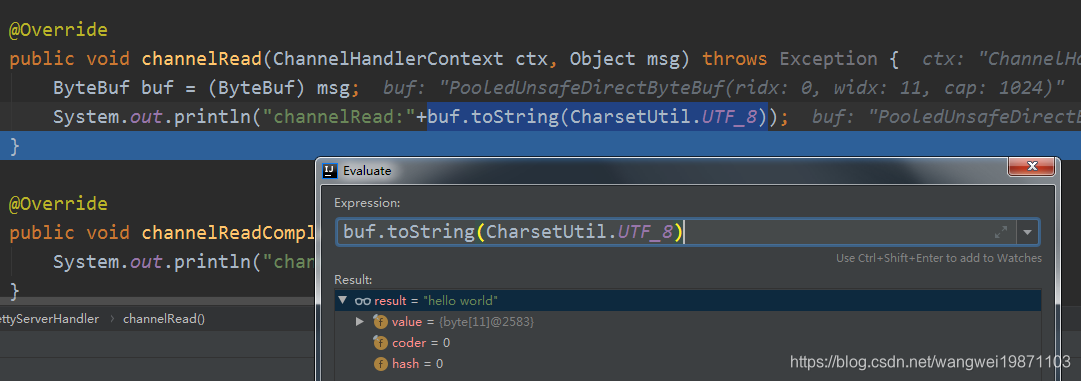 @Override
public void channelRead(ChannelHandlerContext ctx, Object msg) throws Exception {  ctx: "ChannelHa
ByteBuf buf = (ByteBuf) msg;  buf: "PooledUnsafeDirectByteBuf(ridx: 0, widx: 11, cap: 1024)"
System.out.println("channelRead:"+buf.toString(CharsetUtil.UTF_8));  buf: "PooledUnsafeDirectB
}
Evaluate
@Override
public void channelReadCompl
System.out.println("chan
}
ettyServerHandler > channelRead()
Expression:
buf.toString(CharsetUtil.UTF_8)
Use Ctrl+Shift+Enter to add to Watches
Result:
result = "hello world"
value = {byte[11]@2583}
coder = 0
hash = 0
https://blog.csdn.net/wangwei19871103